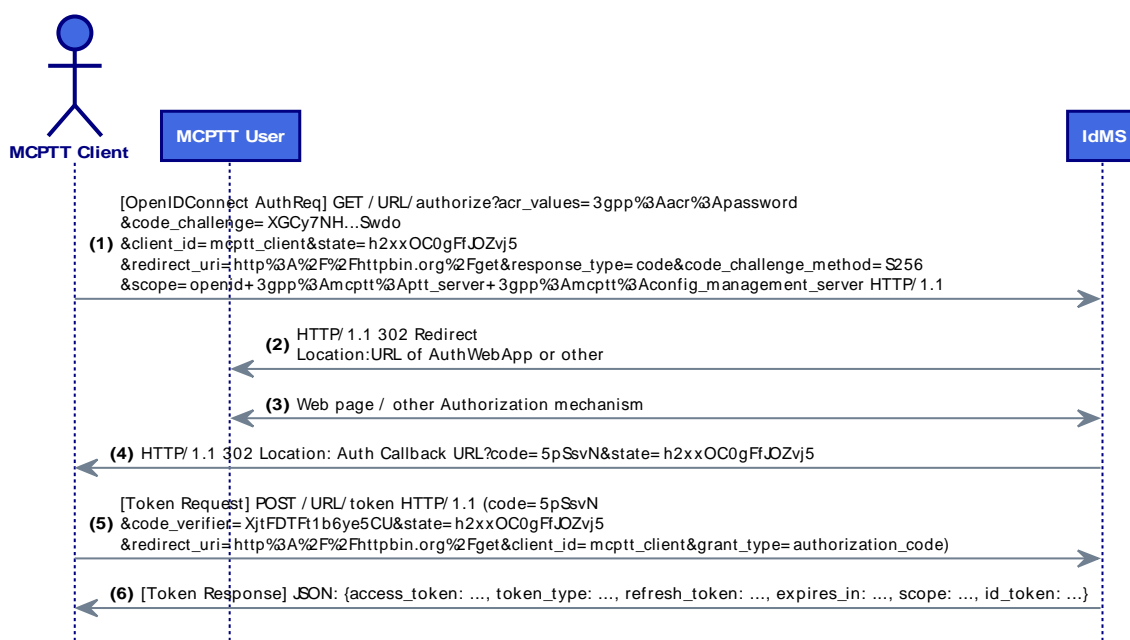 MCPTT Client
MCPTT User
IdMS
[OpenIDConnect AuthReq] GET /URL/authorize?acr_values=3gpp%3Aacr%3Apassword
&code_challenge=XGCy7NH...Swdo
(1) &client_id=mcptt_client&state=h2xxOC0gFfJOZvj5
&redirect_uri=http%3A%2F%2Fhttpbin.org%2Fget&response_type=code&code_challenge_method=S256
&scope=openid+3gpp%3Amcptt%3Aptt_server+3gpp%3Amcptt%3Aconfig_management_server HTTP/1.1
HTTP/1.1 302 Redirect
(2)
Location:URL of AuthWebApp or other
(3) Web page / other Authorization mechanism
(4) HTTP/1.1 302 Location: Auth Callback URL?code=5pSsvN&state=h2xxOC0gFfJOZvj5
[Token Request] POST /URL/token HTTP/1.1 (code=5pSsvN
(5) &code_verifier=XjtFDTFt1b6ye5CU&state=h2xxOC0gFfJOZvj5
&redirect_uri=http%3A%2F%2Fhttpbin.org%2Fget&client_id=mcptt_client&grant_type=authorization_code)
(6) [Token Response] JSON: {access_token: ..., token_type: ..., refresh_token: ..., expires_in: ..., scope: ..., id_token: ...}